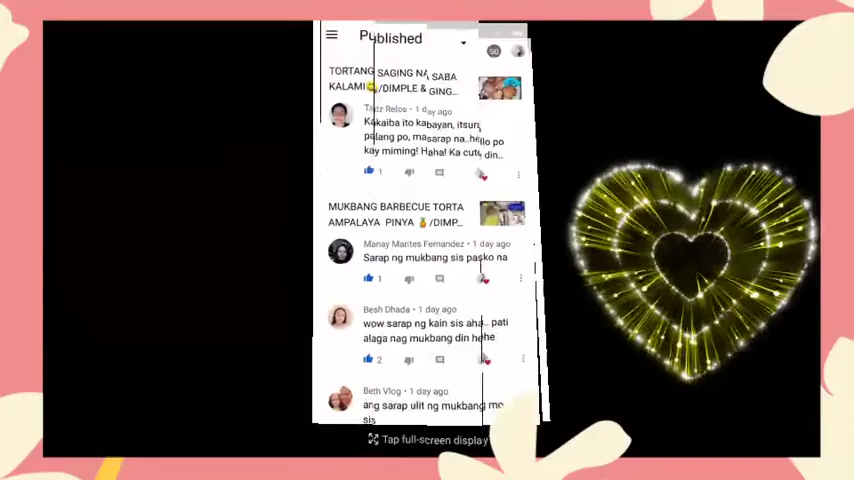 Published
50
TORTANG SAGING NA SABA
KALAMI😋/DIMPLE & GING...
Tadz Relos • 1 day ago
Kakaiba ito kabayan, itsura
palang po, masarap na..hello po
kay miming! Haha! Ka cute din..
1
MUKBANG BARBECUE TORTA
AMPALAYA PINYA 🍍/DIMP...
Manay Marites Fernandez • 1 day ago
Sarap ng mukbang sis pasko na
1
Besh Dhada • 1 day ago
wow sarap ng kain sis aha.. pati
alaga nag mukbang din hehe
2
Beth Vlog • 1 day ago
ang sarap ulit ng mukbang mo
sis
Tap full-screen display